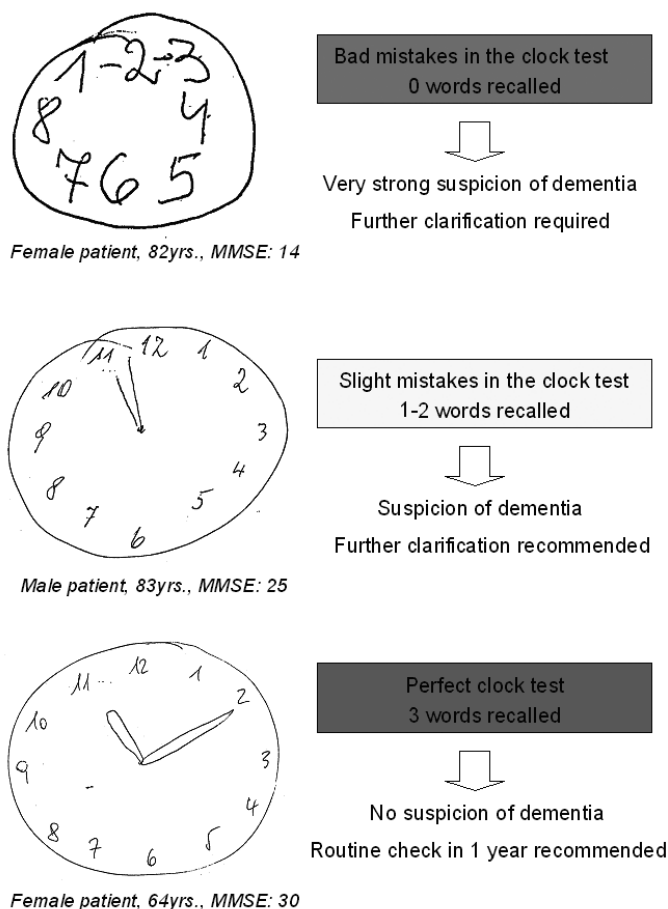 1-2-3
8 4
7 6 5
Bad mistakes in the clock test
0 words recalled
Very strong suspicion of dementia
Further clarification required
Female patient, 82yrs., MMSE: 14
11 12 1
10 2
9 3
8 4
7 5
6
Slight mistakes in the clock test
1-2 words recalled
Suspicion of dementia
Further clarification recommended
Male patient, 83yrs., MMSE: 25
11 12 1
10 2
9 3
8 4
7 6 5
Perfect clock test
3 words recalled
No suspicion of dementia
Routine check in 1 year recommended
Female patient, 64yrs., MMSE: 30